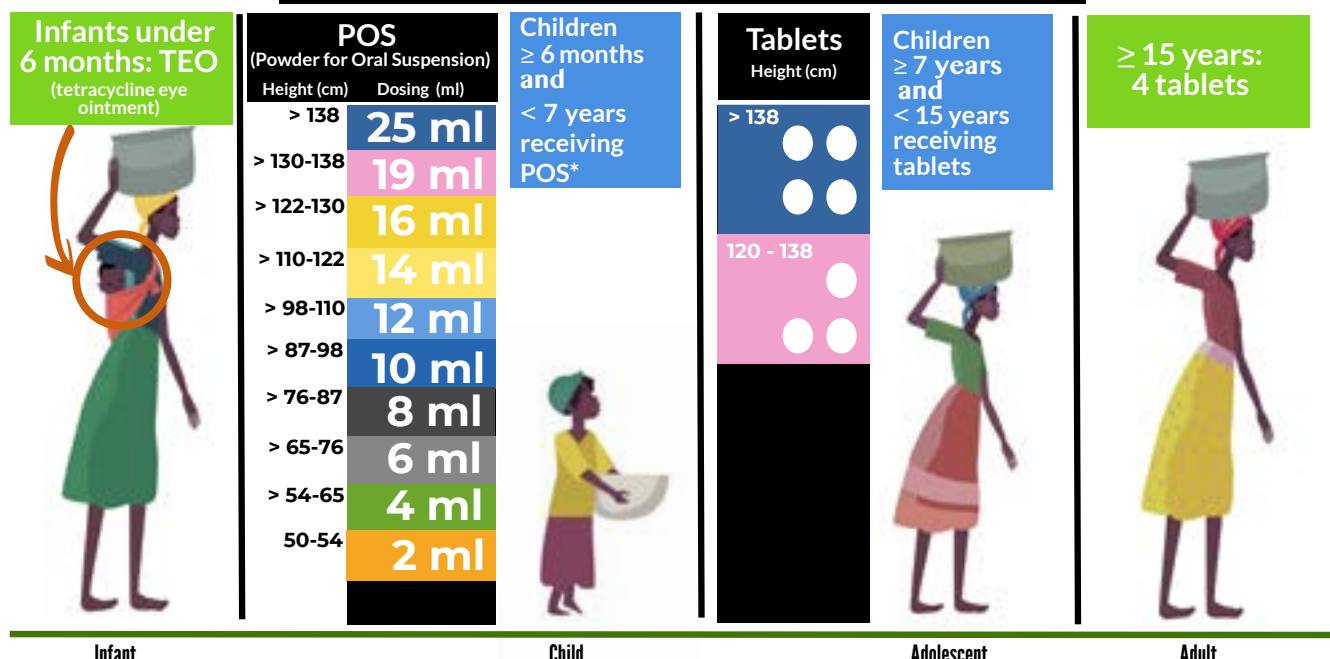 Infants under
6 months: TEO
(tetracycline eye
ointment)
POS
(Powder for Oral Suspension)
Height (cm) Dosing (ml)
> 138 25 ml
> 130-138 19 ml
> 122-130 16 ml
> 110-122 14 ml
> 98-110 12 ml
> 87-98 10 ml
> 76-87 8 ml
> 65-76 6 ml
> 54-65 4 ml
50-54 2 ml
Children
≥ 6 months
and
< 7 years
receiving
POS*
Tablets
Height (cm)
> 138
120 - 138
Children
≥ 7 years
and
< 15 years
receiving
tablets
≥ 15 years:
4 tablets
Infant
Child
Adolescent
Adult